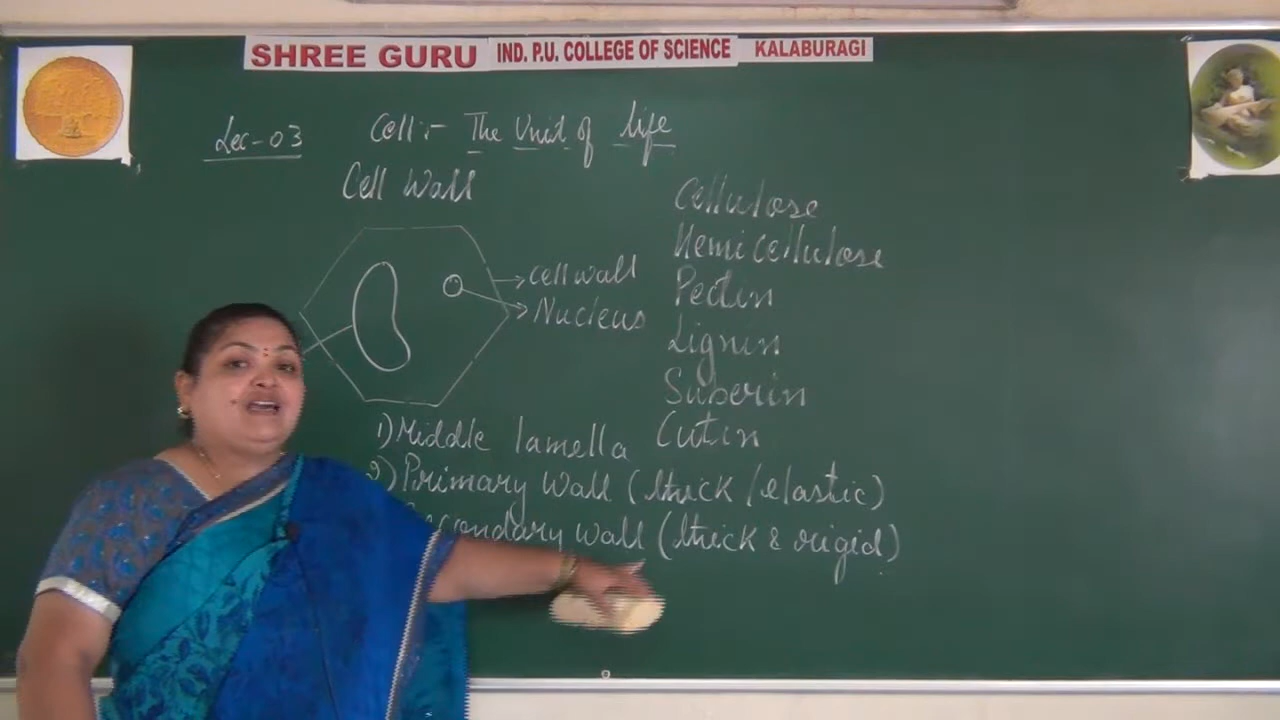 SHREE GURU IND. P.U. COLLEGE OF SCIENCE KALABURAGI
Lec-03
Cell:- The Unit of life
Cell Wall
cell wall
Nucleus
Cellulose
Hemicellulose
Pectin
Lignin
Suberin
Cutin
1) Middle lamella
2) Primary wall (thick / elastic)
Secondary wall (thick & rigid)